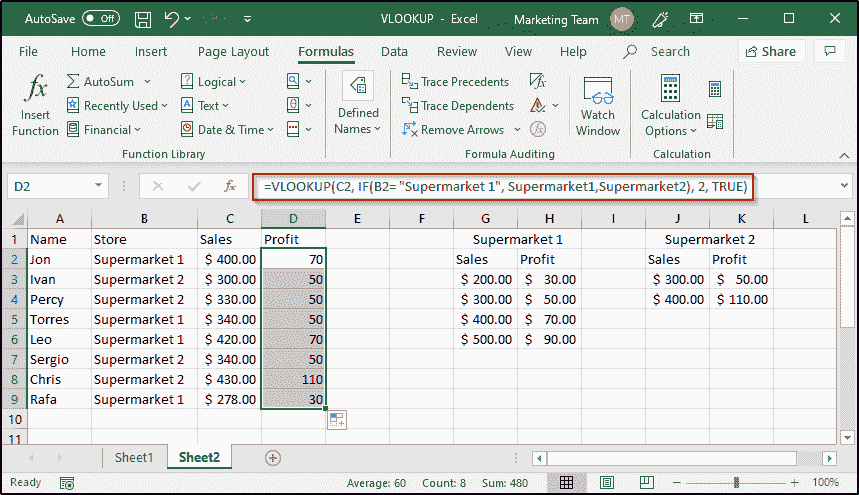 AutoSave Off VLOOKUP - Excel Marketing Team MT
File Home Insert Page Layout Formulas Data Review View Help Search Share
fx Insert Function
AutoSum
Recently Used
Financial
Logical
Text
Date & Time
Function Library
Defined Names
Trace Precedents
Trace Dependents
Remove Arrows
fx
Watch Window
Formula Auditing
Calculation Options
Calculation
D2 fx =VLOOKUP(C2, IF(B2= "Supermarket 1", Supermarket1,Supermarket2), 2, TRUE)
A B C D E F G H I J K L
1 Name Store Sales Profit Supermarket 1 Supermarket 2
2 Jon Supermarket 1 $ 400.00 70 Sales Profit Sales Profit
3 Ivan Supermarket 2 $ 300.00 50 $ 200.00 $ 30.00 $ 300.00 $ 50.00
4 Percy Supermarket 2 $ 330.00 50 $ 300.00 $ 50.00 $ 400.00 $ 110.00
5 Torres Supermarket 1 $ 340.00 50 $ 400.00 $ 70.00
6 Leo Supermarket 1 $ 420.00 70 $ 500.00 $ 90.00
7 Sergio Supermarket 2 $ 340.00 50
8 Chris Supermarket 2 $ 430.00 110
9 Rafa Supermarket 1 $ 278.00 30
10
11
Sheet1 Sheet2
Ready Average: 60 Count: 8 Sum: 480 100%